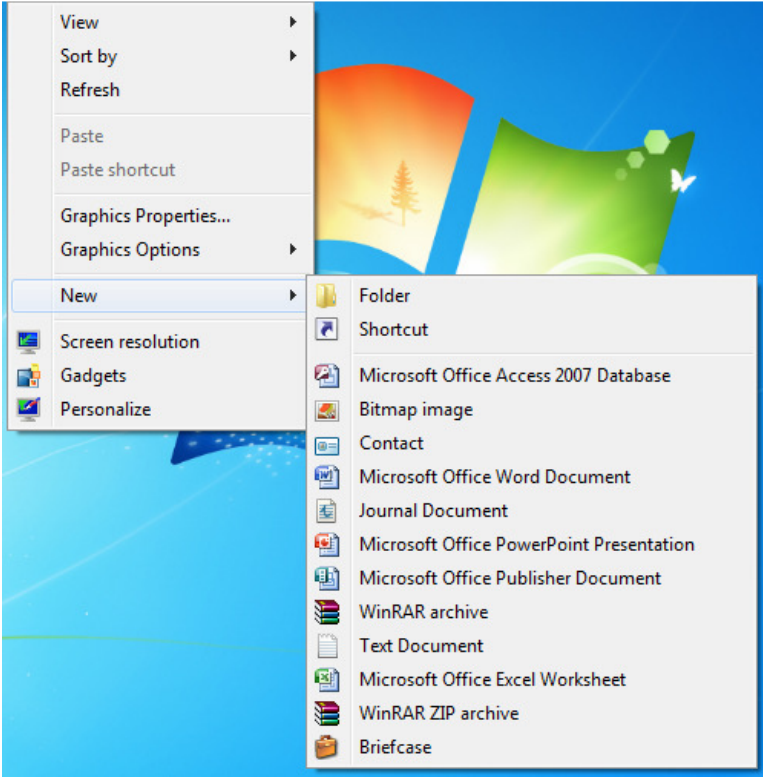 View
Sort by
Refresh
Paste
Paste shortcut
Graphics Properties...
Graphics Options
New
Screen resolution
Gadgets
Personalize
Folder
Shortcut
Microsoft Office Access 2007 Database
Bitmap image
Contact
Microsoft Office Word Document
Journal Document
Microsoft Office PowerPoint Presentation
Microsoft Office Publisher Document
WinRAR archive
Text Document
Microsoft Office Excel Worksheet
WinRAR ZIP archive
Briefcase